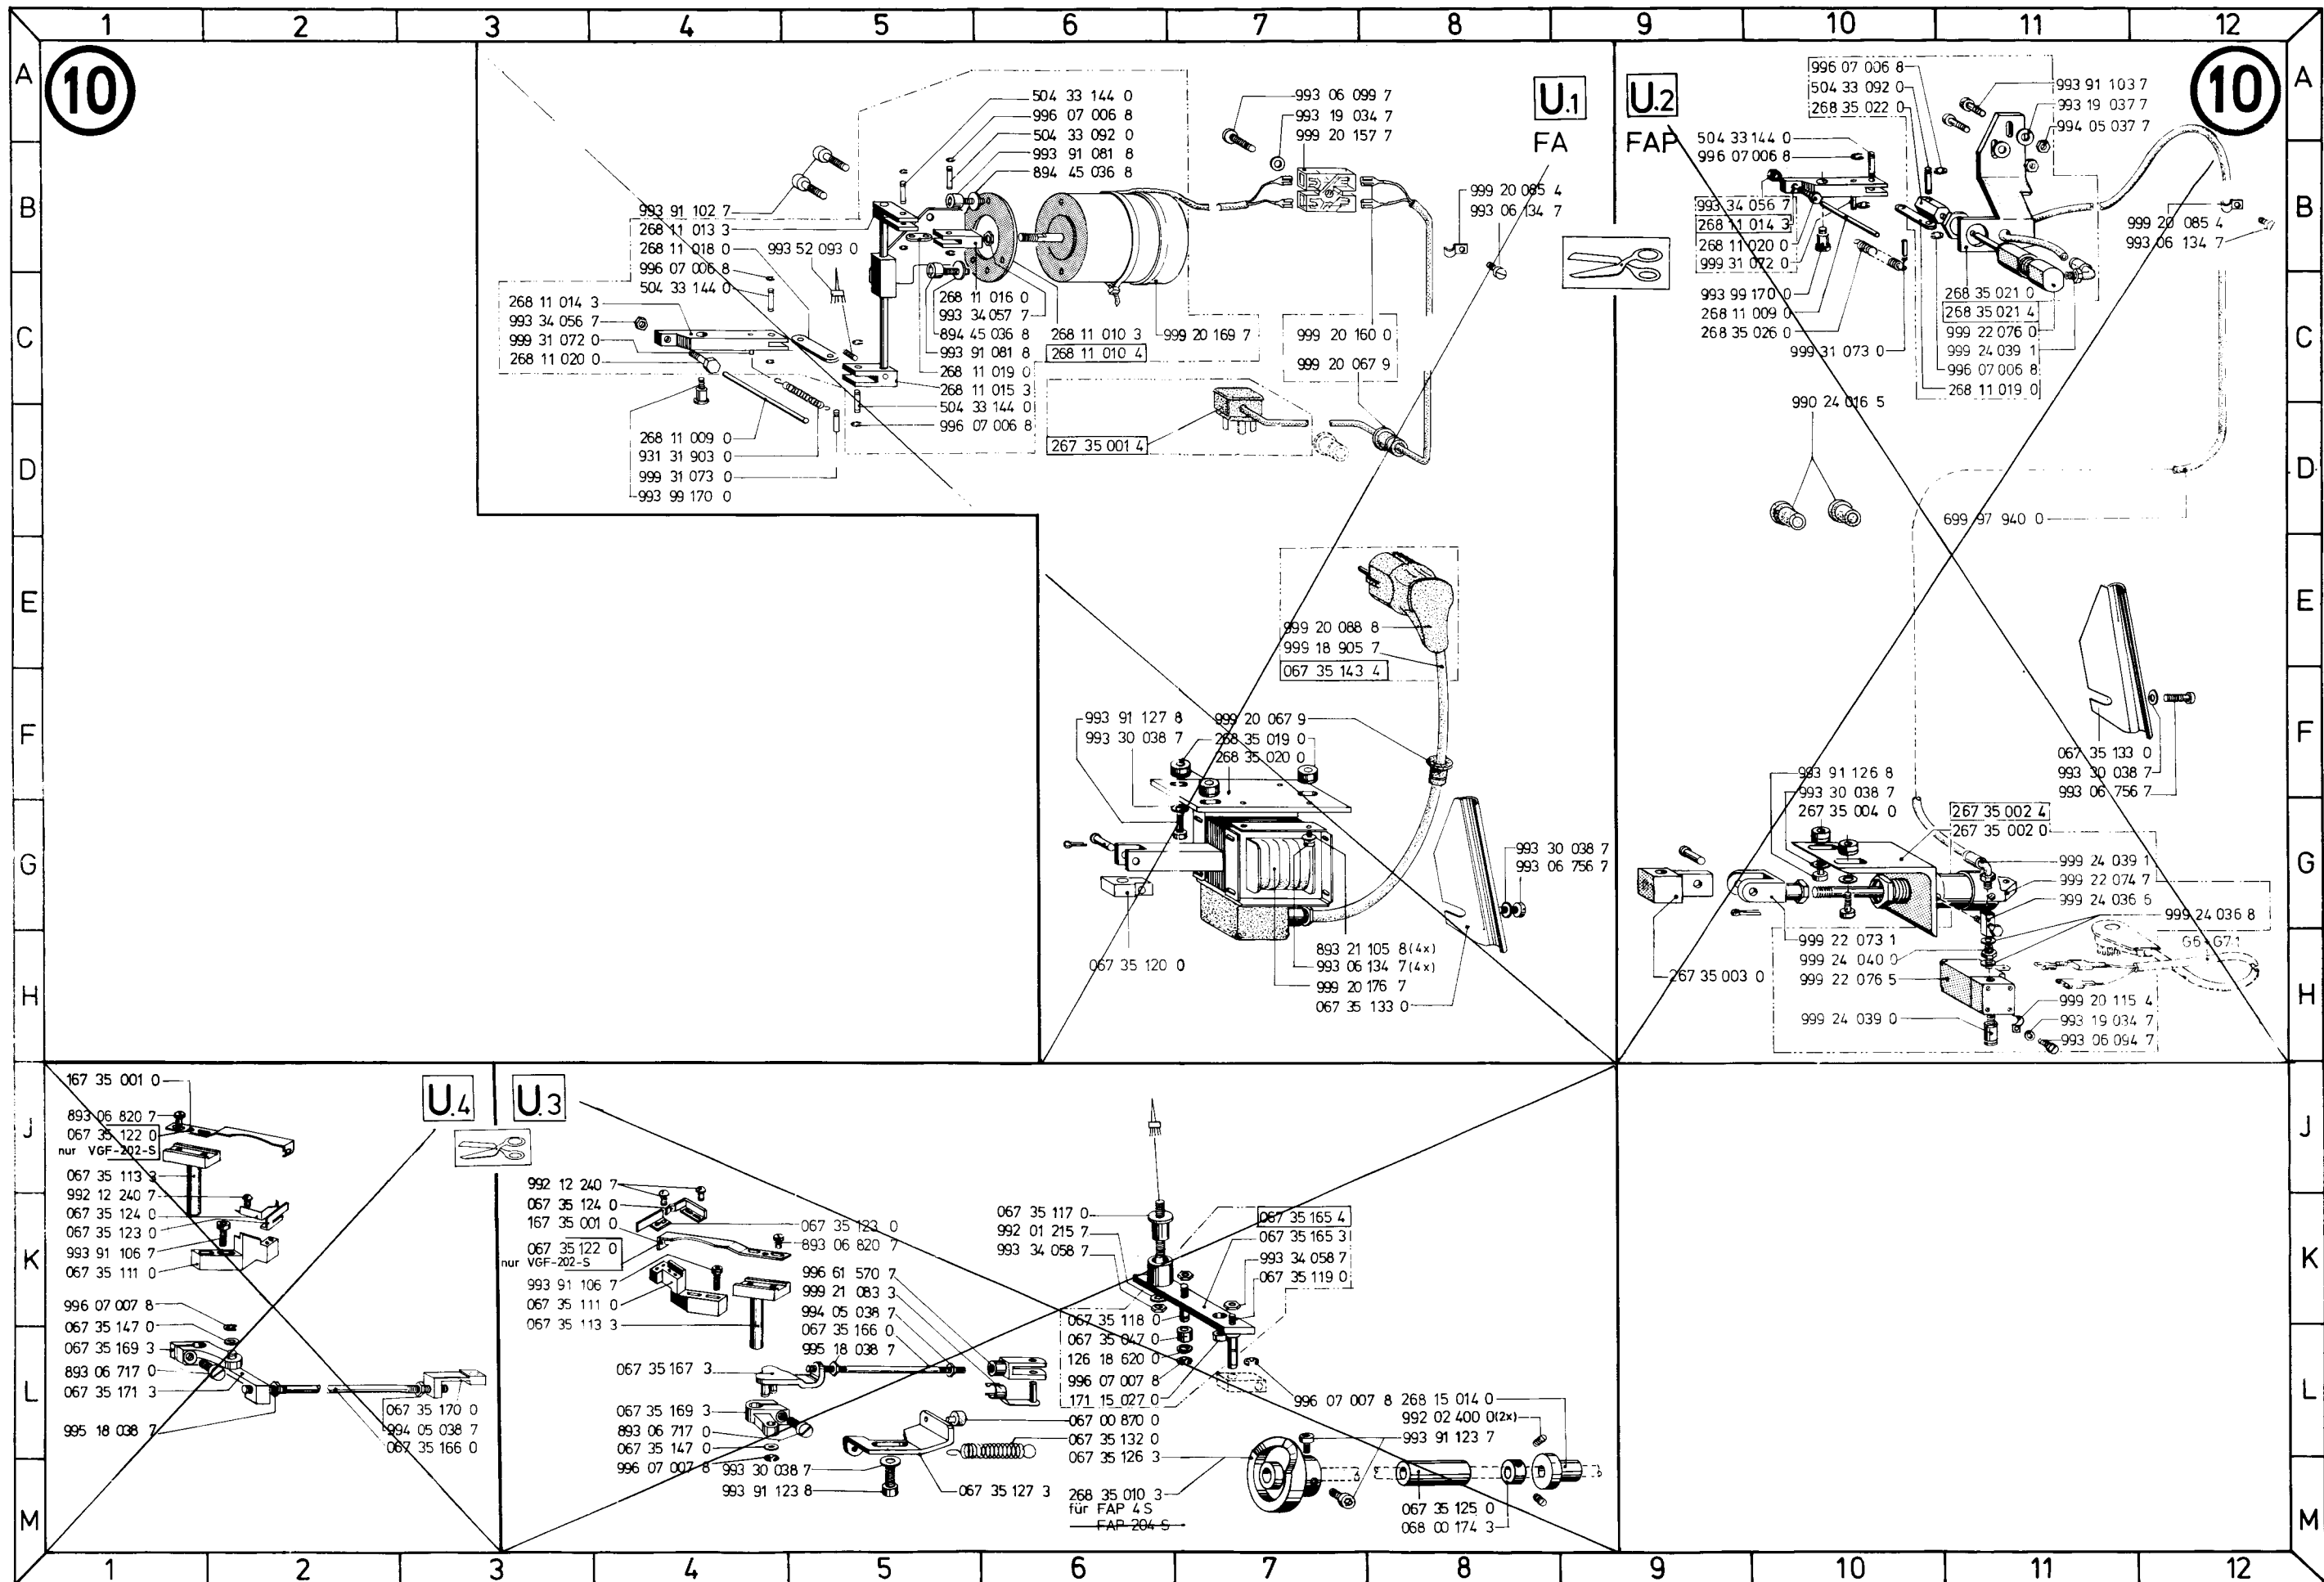 1 2 3 4 5 6 7 8 9 10 11 12
A
B
C
D
E
F
G
H
J
K
L
M
10
U.1
FA
504 33 144 0
996 07 006 8
504 33 092 0
993 91 081 8
894 45 036 8
993 06 099 7
993 19 034 7
999 20 157 7
993 91 102 7
268 11 013 3
268 11 018 0
996 07 006 8
504 33 144 0
993 52 093 0
268 11 014 3
993 34 056 7
999 31 072 0
268 11 020 0
268 11 009 0
931 31 903 0
999 31 073 0
993 99 170 0
268 11 016 0
993 34 057 7
894 45 036 8
993 91 081 8
268 11 019 0
268 11 015 3
504 33 144 0
996 07 006 8
268 11 010 3
268 11 010 4
999 20 169 7
999 20 160 0
999 20 067 9
267 35 001 4
999 20 085 4
993 06 134 7
999 20 088 8
999 18 905 7
067 35 143 4
993 91 127 8
993 30 038 7
999 20 067 9
268 35 019 0
268 35 020 0
993 30 038 7
993 06 756 7
067 35 120 0
893 21 105 8(4x)
993 06 134 7(4x)
999 20 176 7
067 35 133 0
U.2
FAP
10
996 07 006 8
504 33 092 0
268 35 022 0
993 91 103 7
993 19 037 7
994 05 037 7
504 33 144 0
996 07 006 8
993 34 056 7
268 11 014 3
268 11 020 0
999 31 072 0
993 99 170 0
268 11 009 0
268 35 026 0
999 31 073 0
999 20 085 4
993 06 134 7
268 35 021 0
268 35 021 4
999 22 076 0
999 24 039 1
996 07 006 8
268 11 019 0
990 24 016 5
699 97 940 0
067 35 133 0
993 30 038 7
993 06 756 7
993 91 126 8
993 30 038 7
267 35 004 0
267 35 002 4
267 35 002 0
999 24 039 1
999 22 074 7
999 24 036 6
999 24 036 8
G6-G7.1
999 22 073 1
999 24 040 0
999 22 076 5
267 35 003 0
999 24 039 0
999 20 115 4
993 19 034 7
993 06 094 7
U.4
167 35 001 0
893 06 820 7
067 35 122 0
nur VGF-202-S
067 35 113 3
992 12 240 7
067 35 124 0
067 35 123 0
993 91 106 7
067 35 111 0
996 07 007 8
067 35 147 0
067 35 169 3
893 06 717 0
067 35 171 3
995 18 038 7
067 35 170 0
994 05 038 7
067 35 166 0
U.3
992 12 240 7
067 35 124 0
167 35 001 0
067 35 122 0
nur VGF-202-S
993 91 106 7
067 35 111 0
067 35 113 3
067 35 123 0
893 06 820 7
996 61 570 7
999 21 083 3
994 05 038 7
067 35 166 0
995 18 038 7
067 35 167 3
067 35 169 3
893 06 717 0
067 35 147 0
996 07 007 8
993 30 038 7
993 91 123 8
067 35 127 3
067 35 117 0
992 01 215 7
993 34 058 7
067 35 165 4
067 35 165 3
993 34 058 7
067 35 119 0
067 35 118 0
067 35 047 0
126 18 620 0
996 07 007 8
171 15 027 0
996 07 007 8
067 00 870 0
067 35 132 0
067 35 126 3
268 35 010 3
für FAP 4 S
FAP 204 S
268 15 014 0
992 02 400 0(2x)
993 91 123 7
067 35 125 0
068 00 174 3
A
B
C
D
E
F
G
H
J
K
L
M
1 2 3 4 5 6 7 8 9 10 11 12